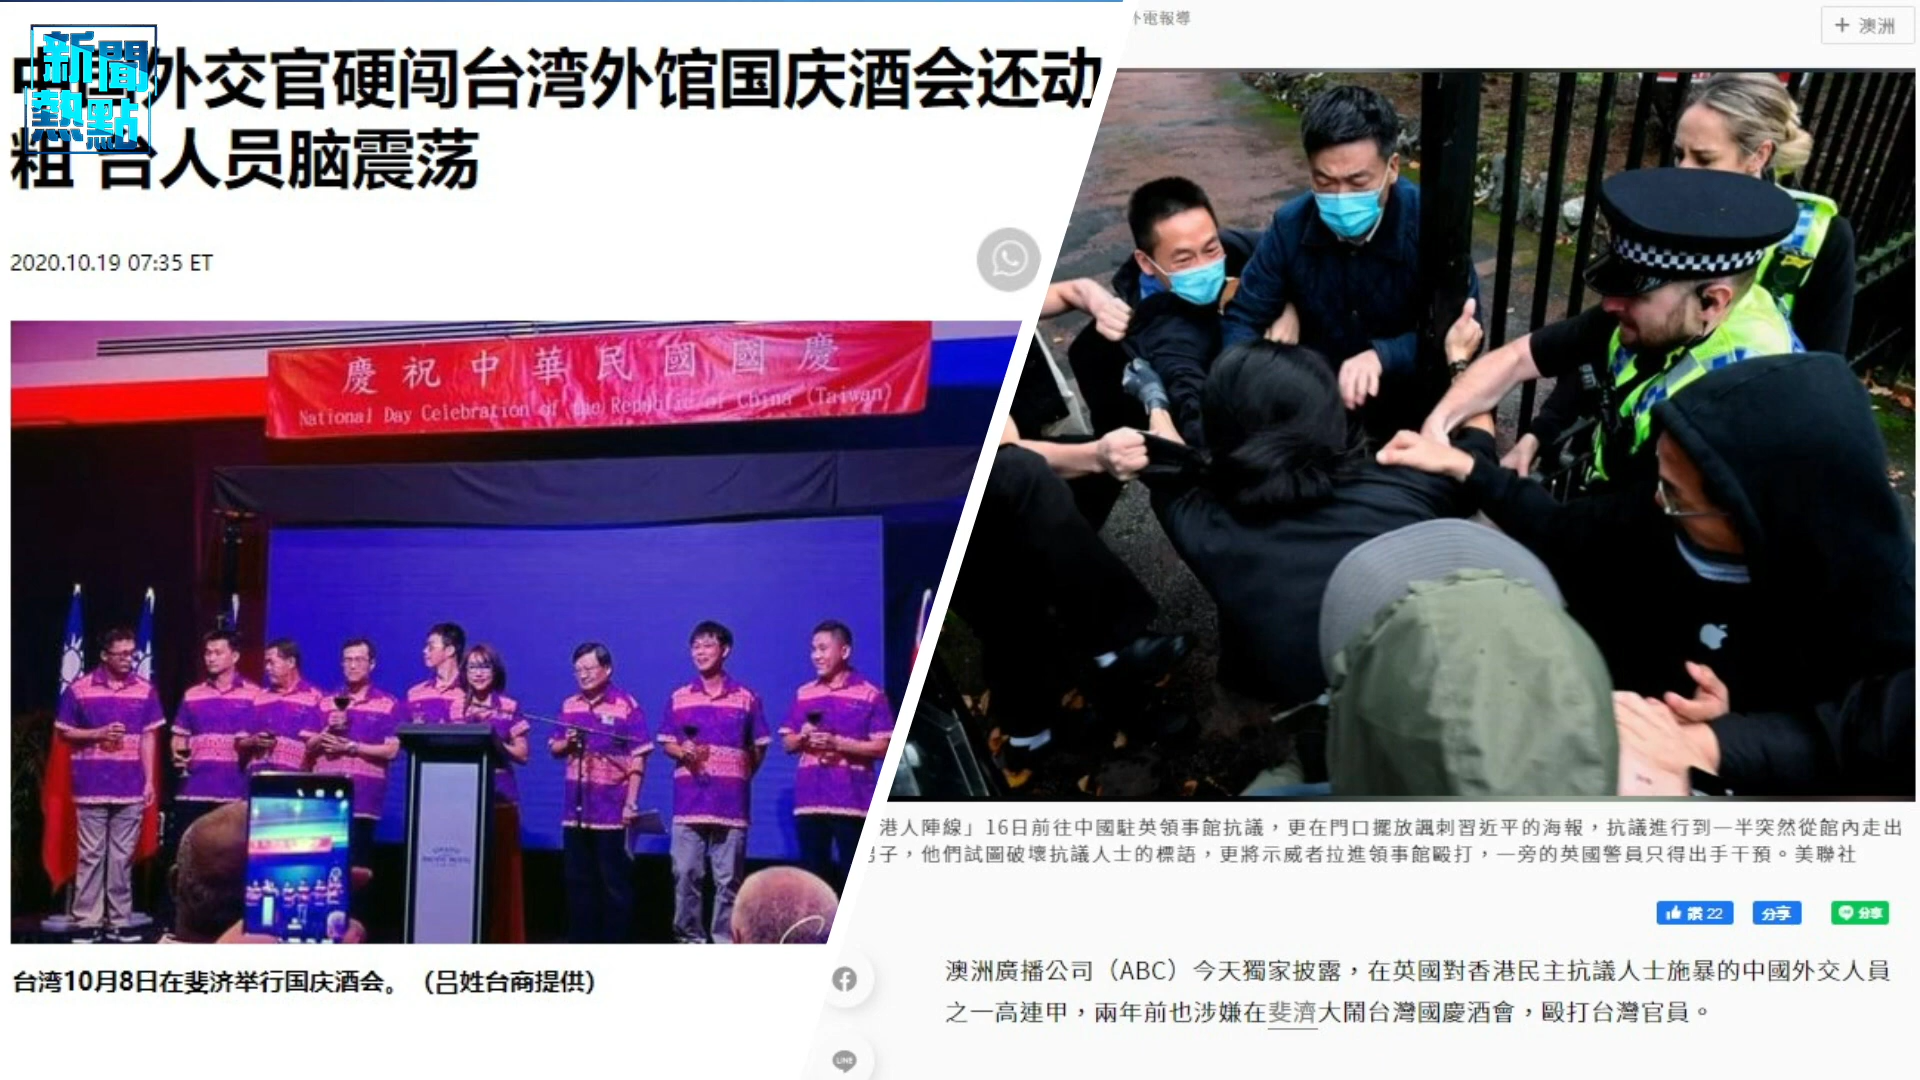 新聞
熱點
中国外交官硬闯台湾外馆国庆酒会还动
粗 台人员脑震荡
2020.10.19 07:35 ET
慶祝中華民國國慶
National Day Celebration of the Republic of China (Taiwan)
台湾10月8日在斐济举行国庆酒会。（吕姓台商提供）
外電報導
+ 澳洲
港人陣線」16日前往中國駐英領事館抗議，更在門口擺放諷刺習近平的海報，抗議進行到一半突然從館內走出
男子，他們試圖破壞抗議人士的標語，更將示威者拉進領事館毆打，一旁的英國警員只得出手干預。美聯社
讚 22
分享
分享
澳洲廣播公司（ABC）今天獨家披露，在英國對香港民主抗議人士施暴的中國外交人員
之一高連甲，兩年前也涉嫌在斐濟大鬧台灣國慶酒會，毆打台灣官員。
LINE